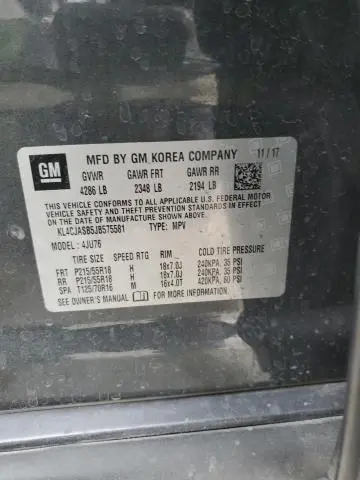 GM MFD BY GM KOREA COMPANY 11/17
GVWR GAWR FRT GAWR RR
4286 LB 2348 LB 2194 LB
THIS VEHICLE CONFORMS TO ALL APPLICABLE U.S. FEDERAL MOTOR
VEHICLE SAFETY, BUMPER, AND THEFT PREVENTION STANDARDS IN EFFECT
ON THE DATE OF MANUFACTURE SHOWN ABOVE.
KL4CJASB5JB575581 TYPE: MPV
MODEL: 4JU76
TIRE SIZE SPEED RTG RIM COLD TIRE PRESSURE
FRT P215/55R18 H 18x7.0J 240KPA, 35 PSI
RR P215/55R18 H 18x7.0J 240KPA, 35 PSI
SPA T125/70R16 M 16x4.0T 420KPA, 60 PSI
SEE OWNER'S MANUAL FOR ADDITIONAL INFORMATION.